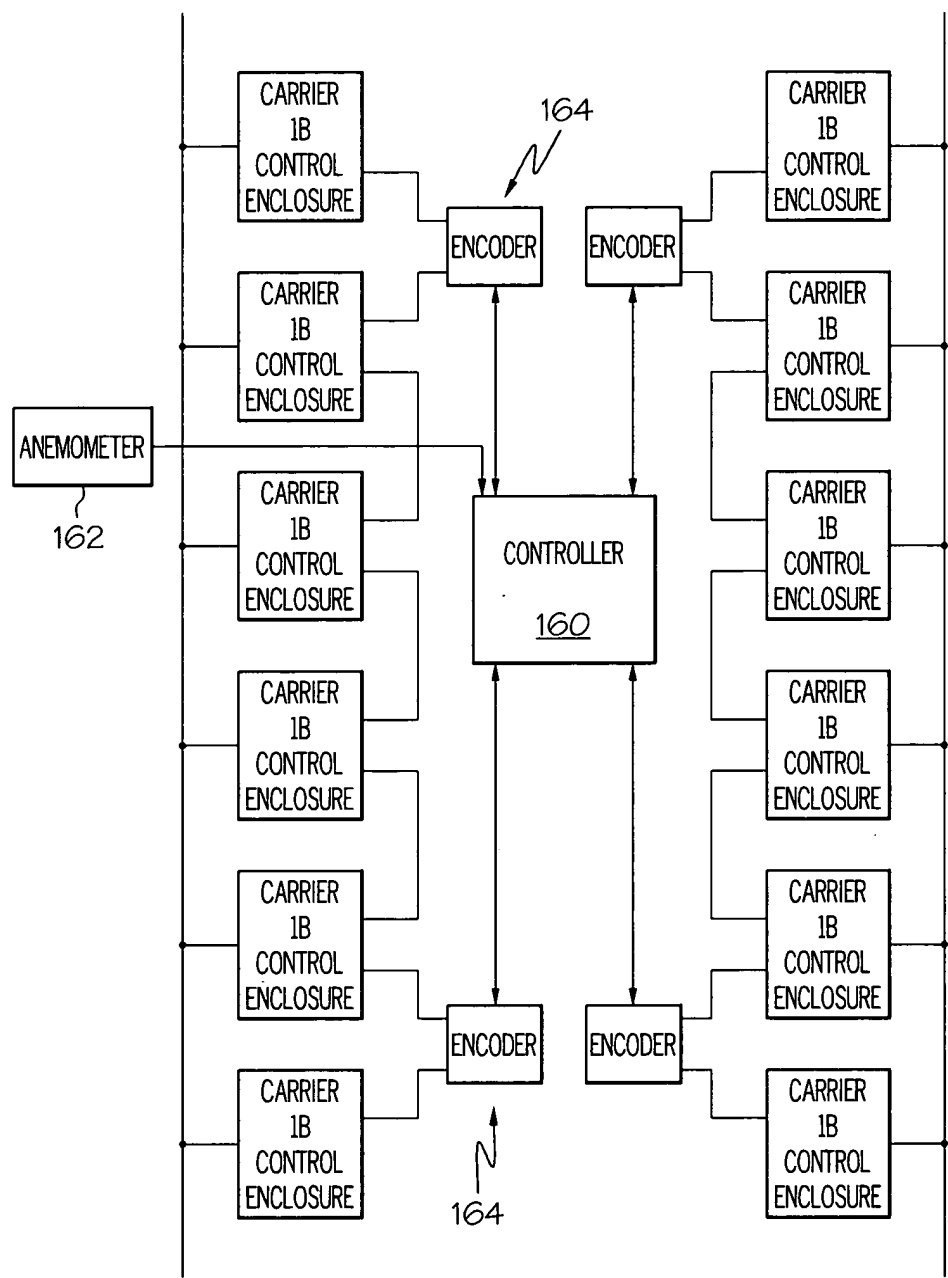 CARRIER
1B
CONTROL
ENCLOSURE
164
CARRIER
1B
CONTROL
ENCLOSURE
ENCODER
ENCODER
CARRIER
1B
CONTROL
ENCLOSURE
CARRIER
1B
CONTROL
ENCLOSURE
ANEMOMETER
162
CARRIER
1B
CONTROL
ENCLOSURE
CONTROLLER
160
CARRIER
1B
CONTROL
ENCLOSURE
CARRIER
1B
CONTROL
ENCLOSURE
CARRIER
1B
CONTROL
ENCLOSURE
CARRIER
1B
CONTROL
ENCLOSURE
CARRIER
1B
CONTROL
ENCLOSURE
ENCODER
ENCODER
CARRIER
1B
CONTROL
ENCLOSURE
164
CARRIER
1B
CONTROL
ENCLOSURE